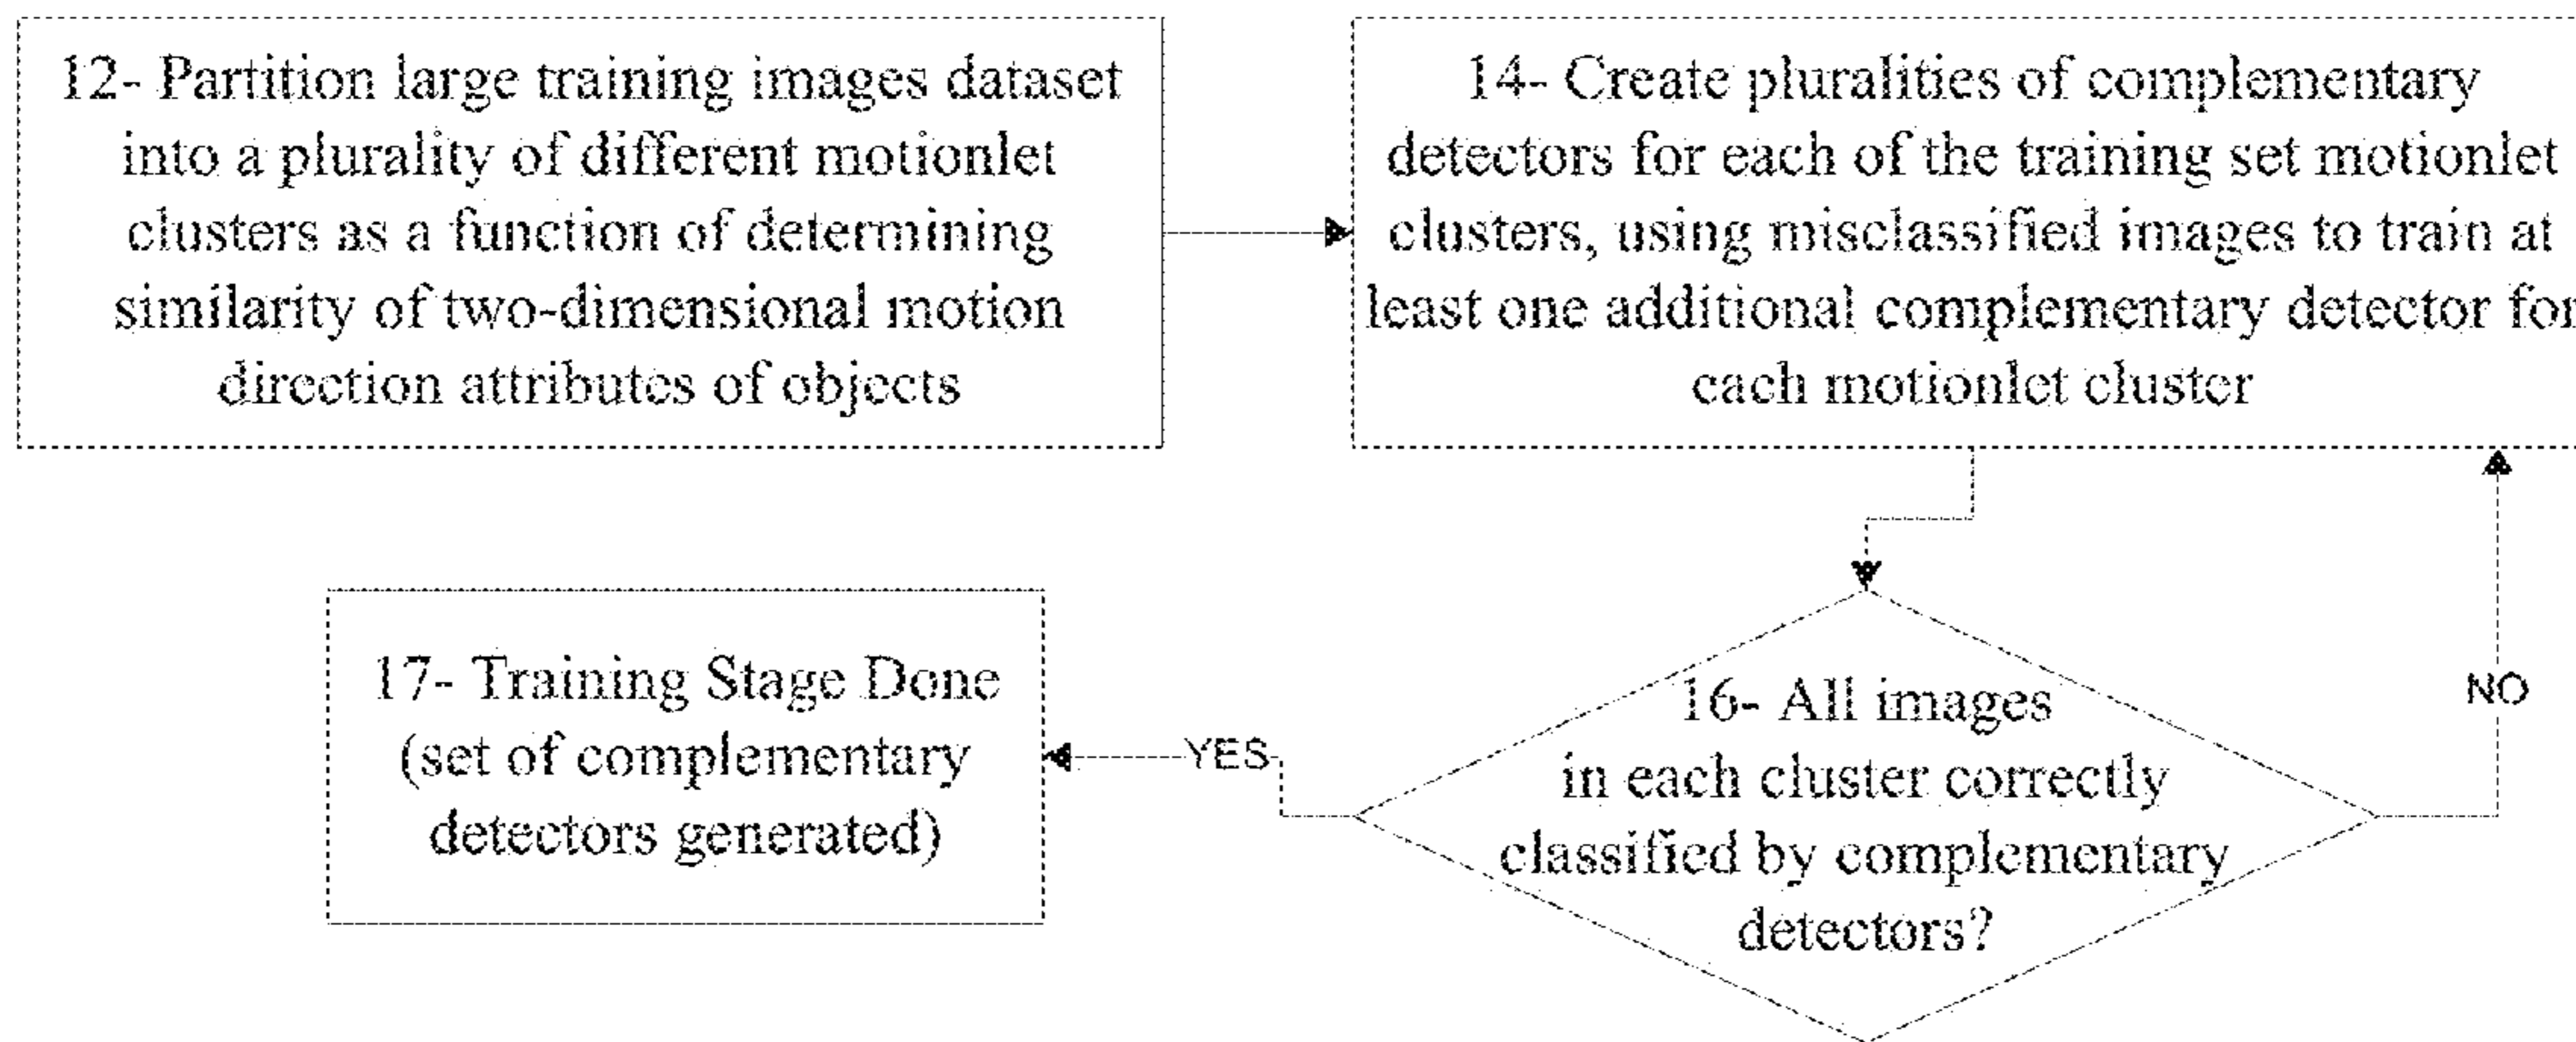 12- Partition large training images dataset
into a plurality of different motionlet
clusters as a function of determining
similarity of two-dimensional motion
direction attributes of objects
14- Create pluralities of complementary
detectors for each of the training set motionlet
clusters, using misclassified images to train at
least one additional complementary detector for
each motionlet cluster
16- All images
in each cluster correctly
classified by complementary
detectors?
NO
YES
17- Training Stage Done
(set of complementary
detectors generated)